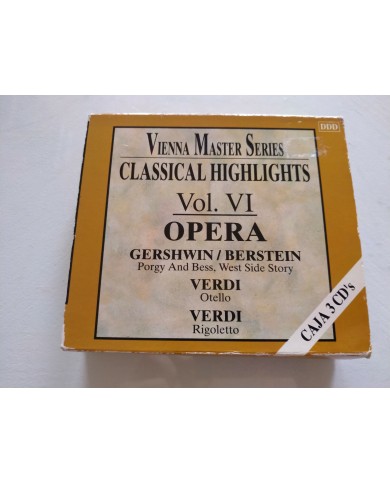 DDD
VIENNA MASTER SERIES
CLASSICAL HIGHLIGHTS
Vol. VI
OPERA
GERSHWIN / BERSTEIN
Porgy And Bess, West Side Story
VERDI
Otello
VERDI
Rigoletto
CAJA 3 CD's